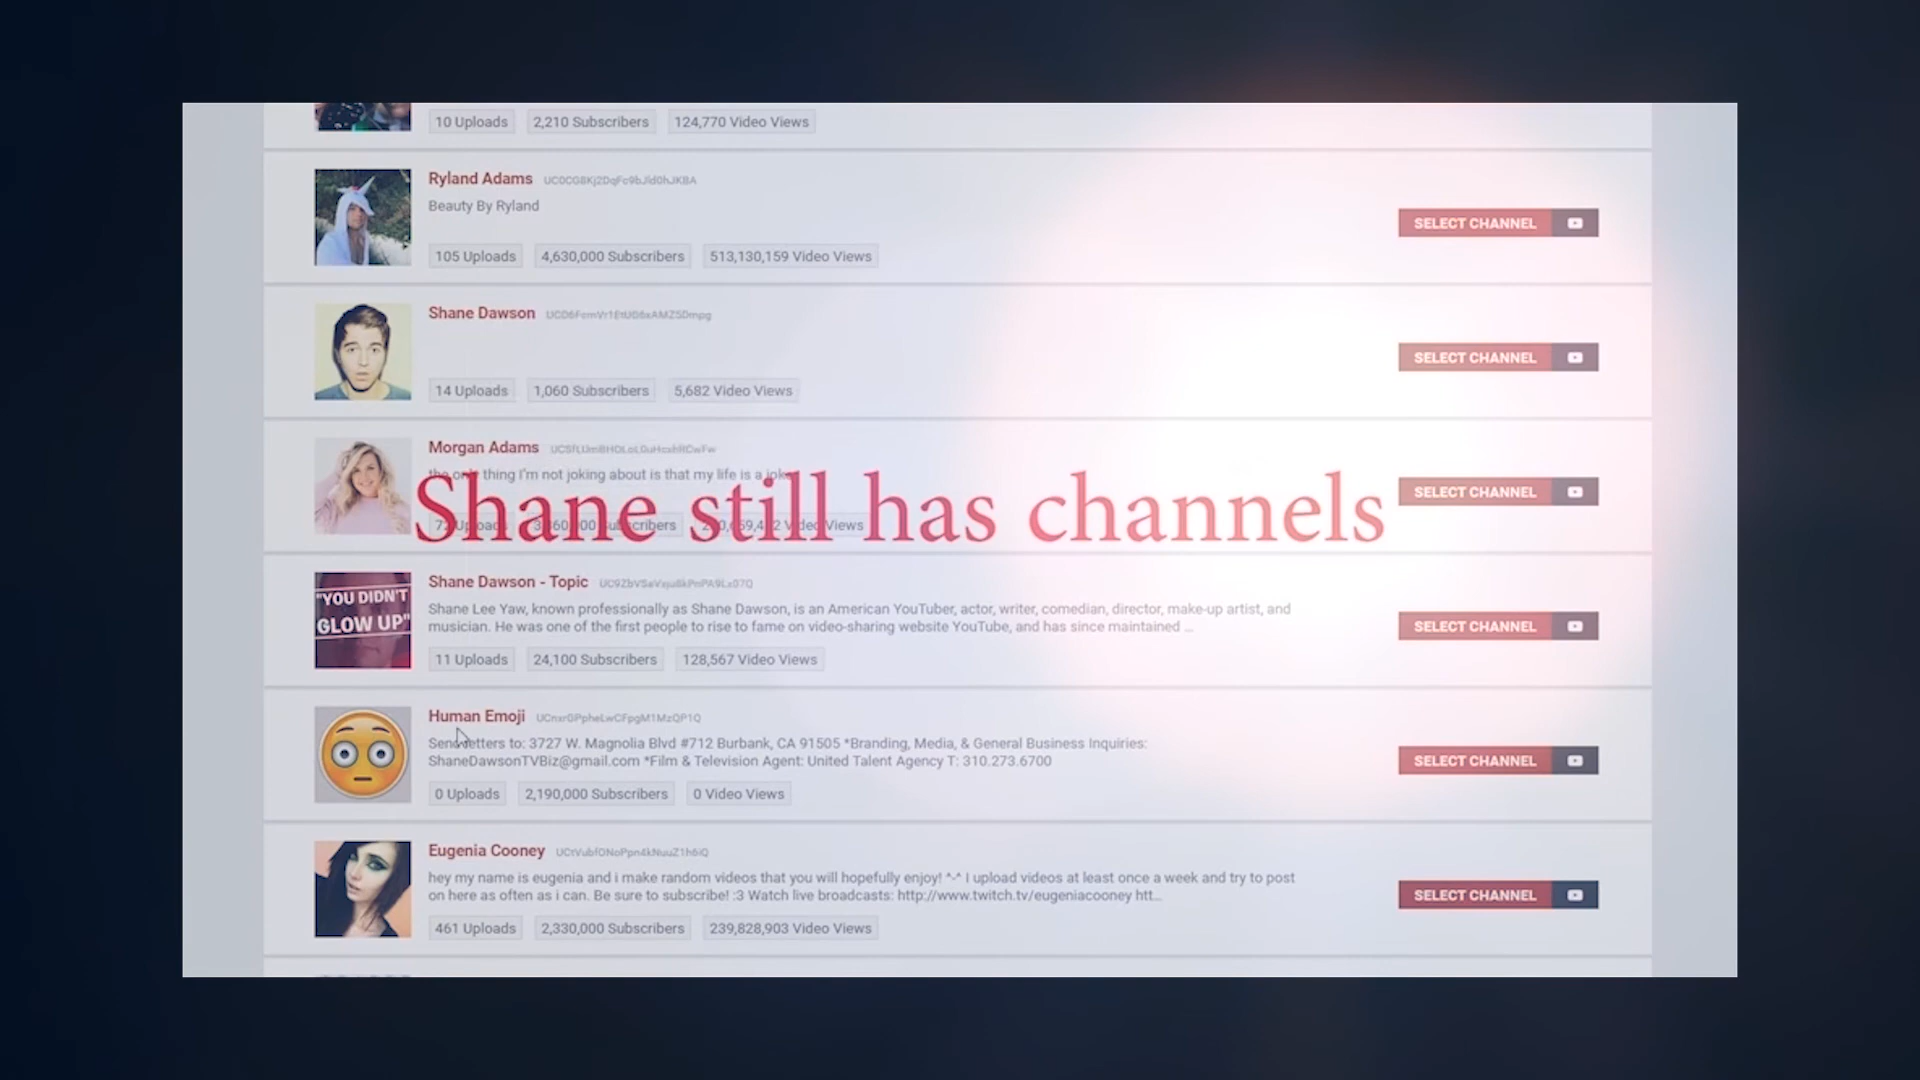 10 Uploads 2,210 Subscribers 124,770 Video Views
Ryland Adams
Beauty By Ryland
SELECT CHANNEL
105 Uploads 4,630,000 Subscribers 513,130,159 Video Views
Shane Dawson
SELECT CHANNEL
14 Uploads 1,060 Subscribers 5,682 Video Views
Morgan Adams
the only thing I'm not joking about is that my life is a joke
SELECT CHANNEL
Shane still has channels
Uploads Subscribers Video Views
Shane Dawson - Topic
"YOU DIDN'T
GLOW UP"
Shane Lee Yaw, known professionally as Shane Dawson, is an American YouTuber, actor, writer, comedian, director, make-up artist, and
musician. He was one of the first people to rise to fame on video-sharing website YouTube, and has since maintained ...
SELECT CHANNEL
11 Uploads 24,100 Subscribers 128,567 Video Views
Human Emoji
Send letters to: 3727 W. Magnolia Blvd #712 Burbank, CA 91505 *Branding, Media, & General Business Inquiries:
ShaneDawsonTVBiz@gmail.com *Film & Television Agent: United Talent Agency T: 310.273.6700
SELECT CHANNEL
0 Uploads 2,190,000 Subscribers 0 Video Views
Eugenia Cooney
hey my name is eugenia and i make random videos that you will hopefully enjoy! ^-^ I upload videos at least once a week and try to post
on here as often as i can. Be sure to subscribe! :3 Watch live broadcasts: http://www.twitch.tv/eugeniacooney htt...
SELECT CHANNEL
461 Uploads 2,330,000 Subscribers 239,828,903 Video Views